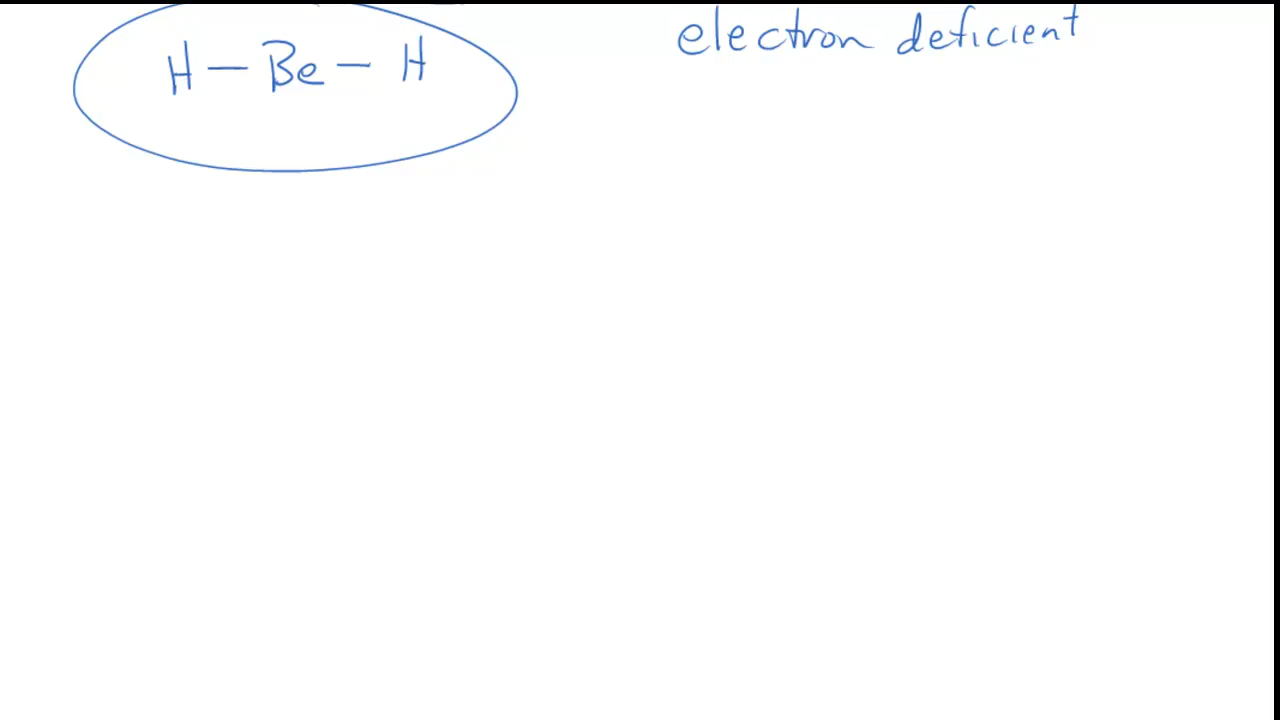 H — Be — H
electron deficient